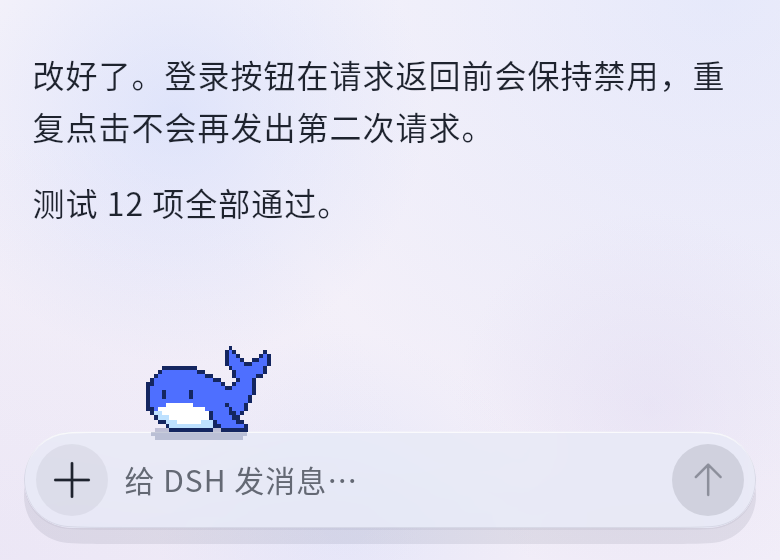 改好了。登录按钮在请求返回前会保持禁用，重
复点击不会再发出第二次请求。
测试 12 项全部通过。
给 DSH 发消息…